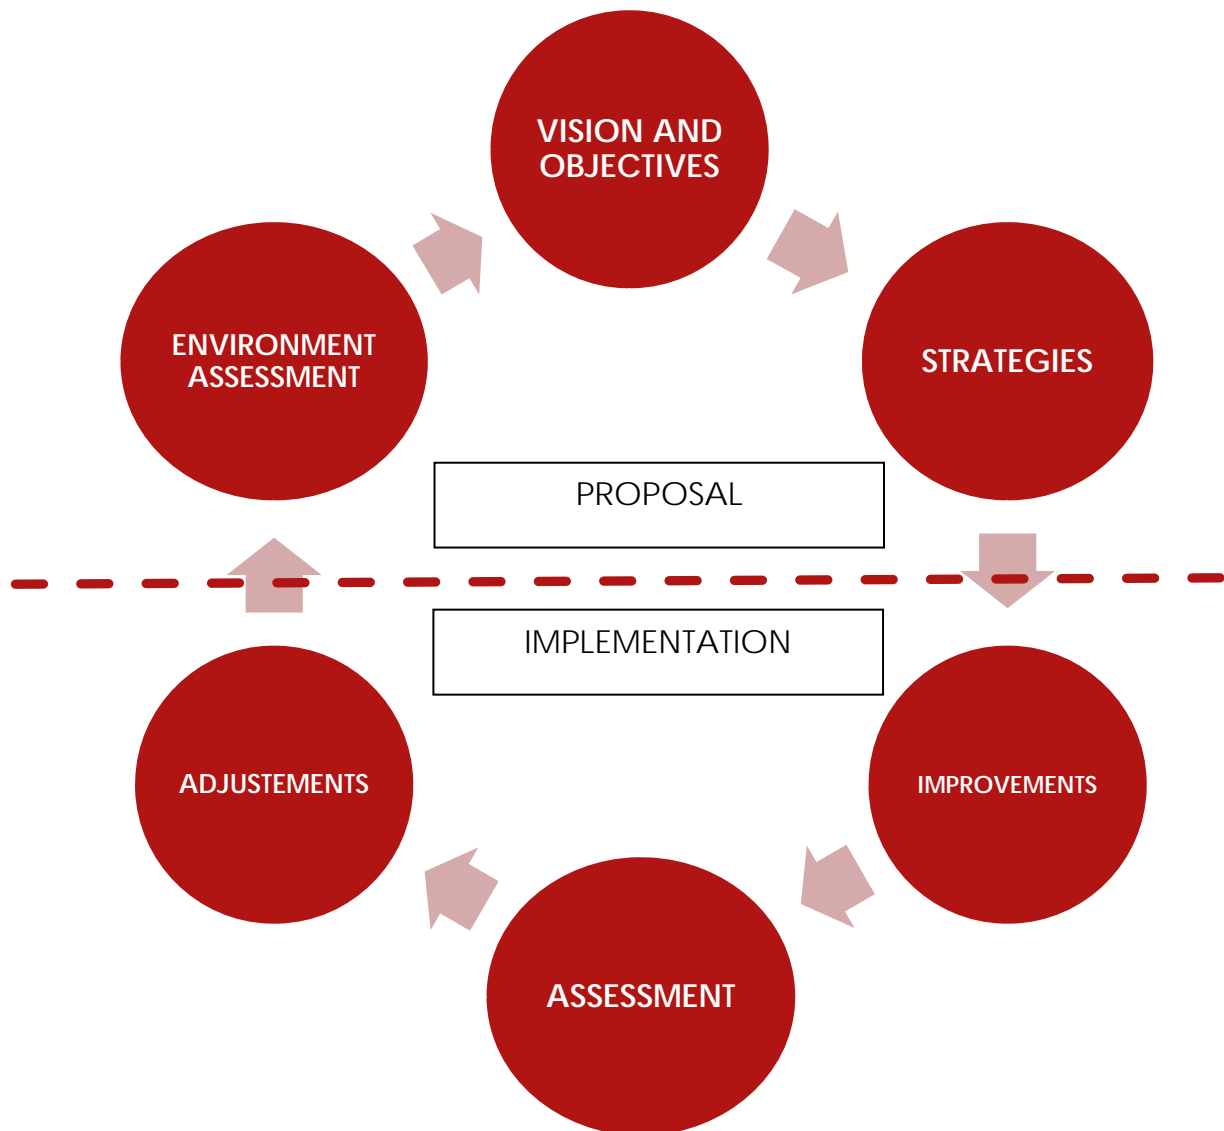 VISION AND
OBJECTIVES
ENVIRONMENT
ASSESSMENT
STRATEGIES
PROPOSAL
IMPLEMENTATION
ADJUSTEMENTS
IMPROVEMENTS
ASSESSMENT